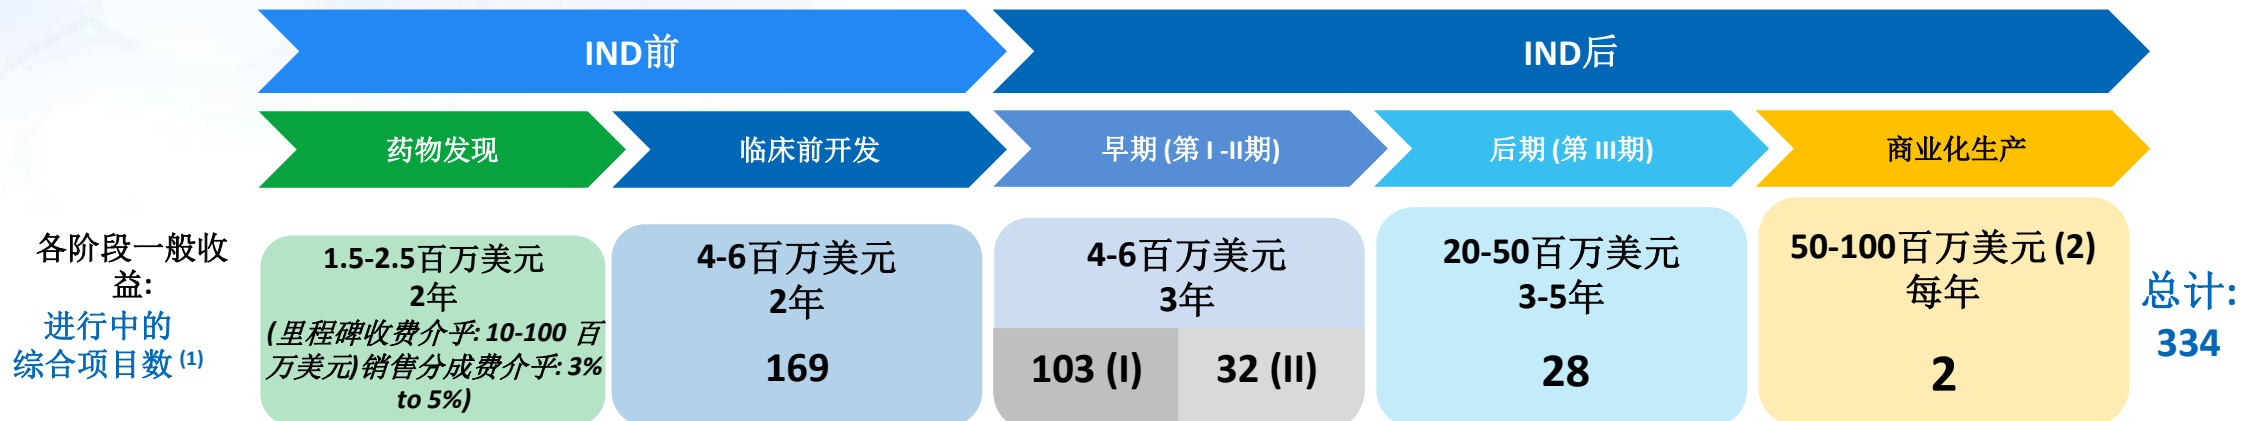 IND前
IND后
药物发现
临床前开发
早期 (第 I -II期)
后期 (第 III期)
商业化生产
各阶段一般收
益:
进行中的
综合项目数 (1)
1.5-2.5百万美元
2年
(里程碑收费介乎: 10-100 百
万美元)销售分成费介乎: 3%
to 5%)
4-6百万美元
2年
169
4-6百万美元
3年
103 (I)
32 (II)
20-50百万美元
3-5年
28
50-100百万美元 (2)
每年
2
总计:
334